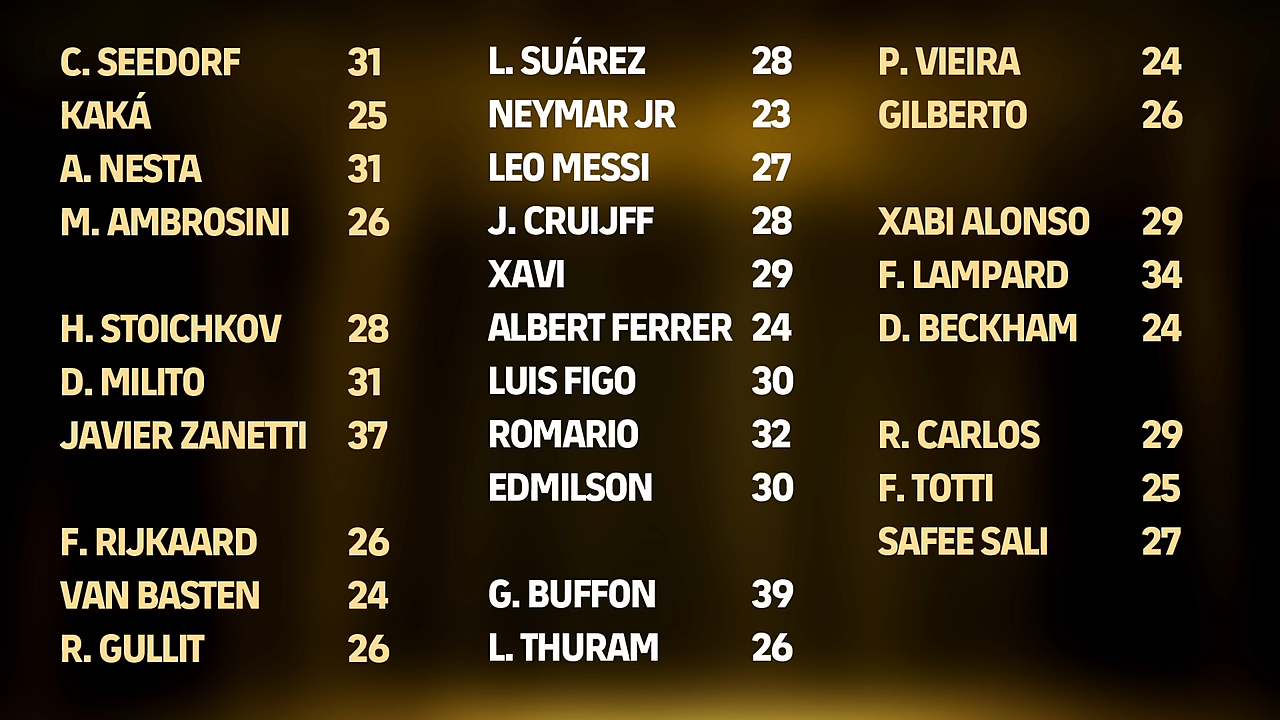 C. SEEDORF 31
KAKÁ 25
A. NESTA 31
M. AMBROSINI 26
H. STOICHKOV 28
D. MILITO 31
JAVIER ZANETTI 37
F. RIJKAARD 26
VAN BASTEN 24
R. GULLIT 26
L. SUÁREZ 28
NEYMAR JR 23
LEO MESSI 27
J. CRUIJFF 28
XAVI 29
ALBERT FERRER 24
LUIS FIGO 30
ROMARIO 32
EDMILSON 30
G. BUFFON 39
L. THURAM 26
P. VIEIRA 24
GILBERTO 26
XABI ALONSO 29
F. LAMPARD 34
D. BECKHAM 24
R. CARLOS 29
F. TOTTI 25
SAFEE SALI 27